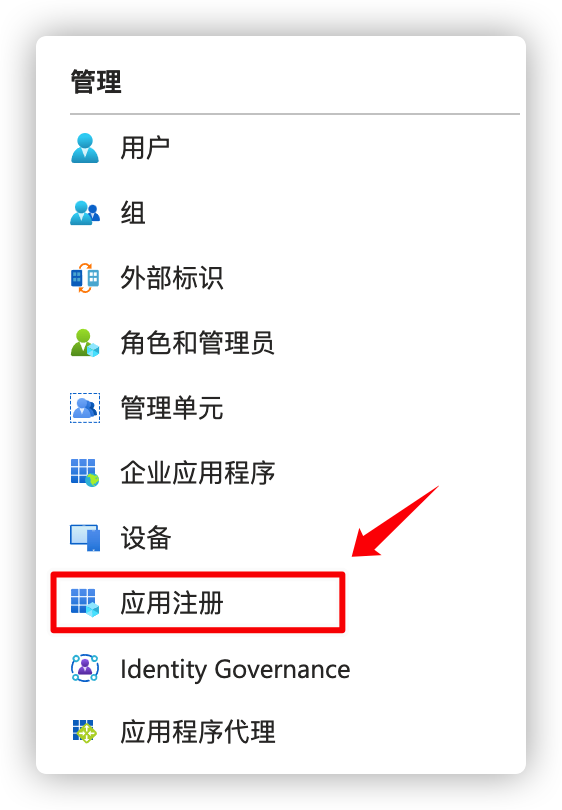 管理
用户
组
外部标识
角色和管理员
管理单元
企业应用程序
设备
应用注册
Identity Governance
应用程序代理